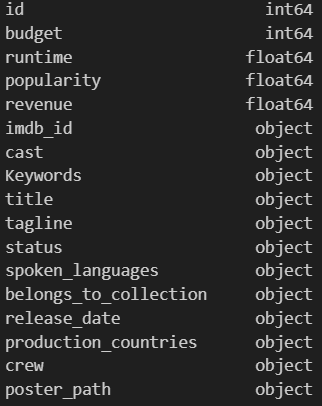 id int64
budget int64
runtime float64
popularity float64
revenue float64
imdb_id object
cast object
Keywords object
title object
tagline object
status object
spoken_languages object
belongs_to_collection object
release_date object
production_countries object
crew object
poster_path object